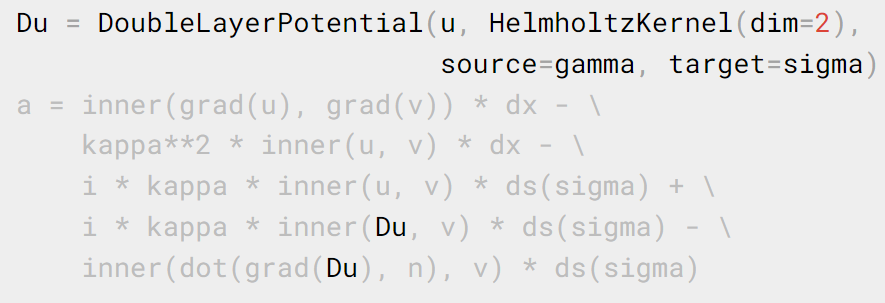 Du = DoubleLayerPotential(u, HelmholtzKernel(dim=2),
                          source=gamma, target=sigma)
a = inner(grad(u), grad(v)) * dx - \
    kappa**2 * inner(u, v) * dx - \
    i * kappa * inner(u, v) * ds(sigma) + \
    i * kappa * inner(Du, v) * ds(sigma) - \
    inner(dot(grad(Du), n), v) * ds(sigma)